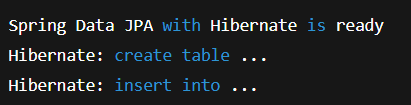 Spring Data JPA with Hibernate is ready
Hibernate: create table ...
Hibernate: insert into ...